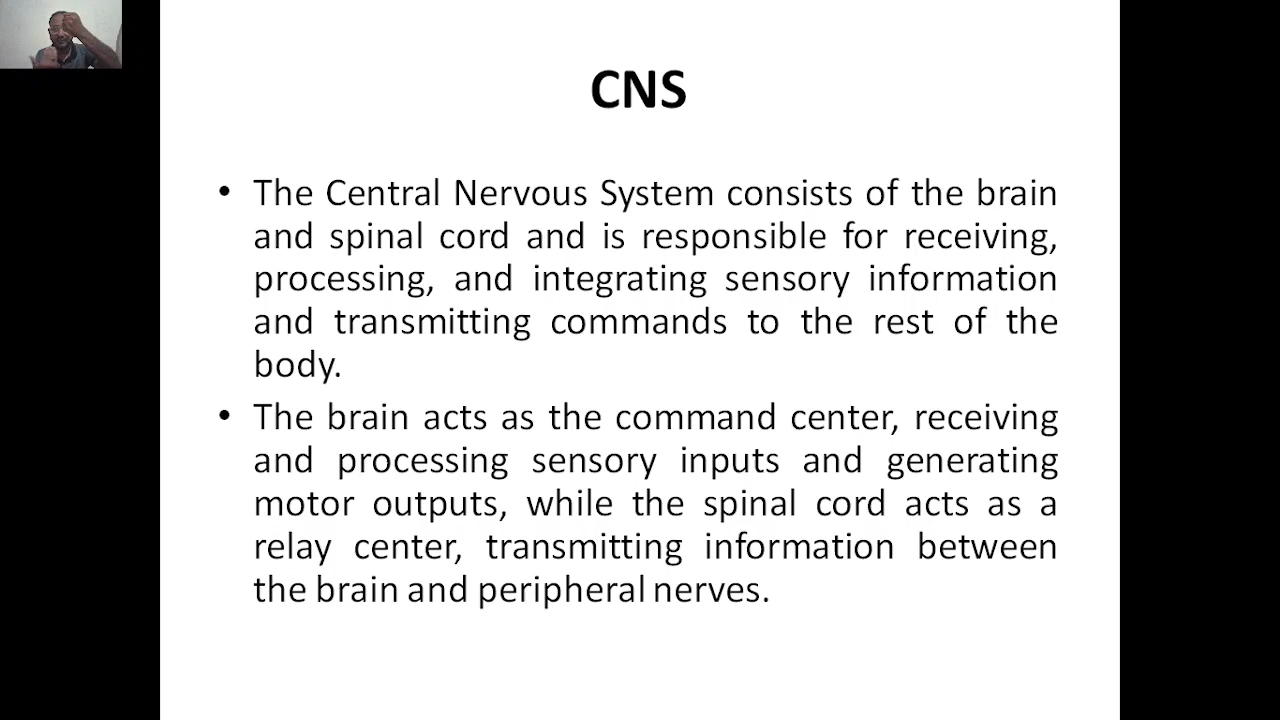 CNS
• The Central Nervous System consists of the brain
and spinal cord and is responsible for receiving,
processing, and integrating sensory information
and transmitting commands to the rest of the
body.
• The brain acts as the command center, receiving
and processing sensory inputs and generating
motor outputs, while the spinal cord acts as a
relay center, transmitting information between
the brain and peripheral nerves.